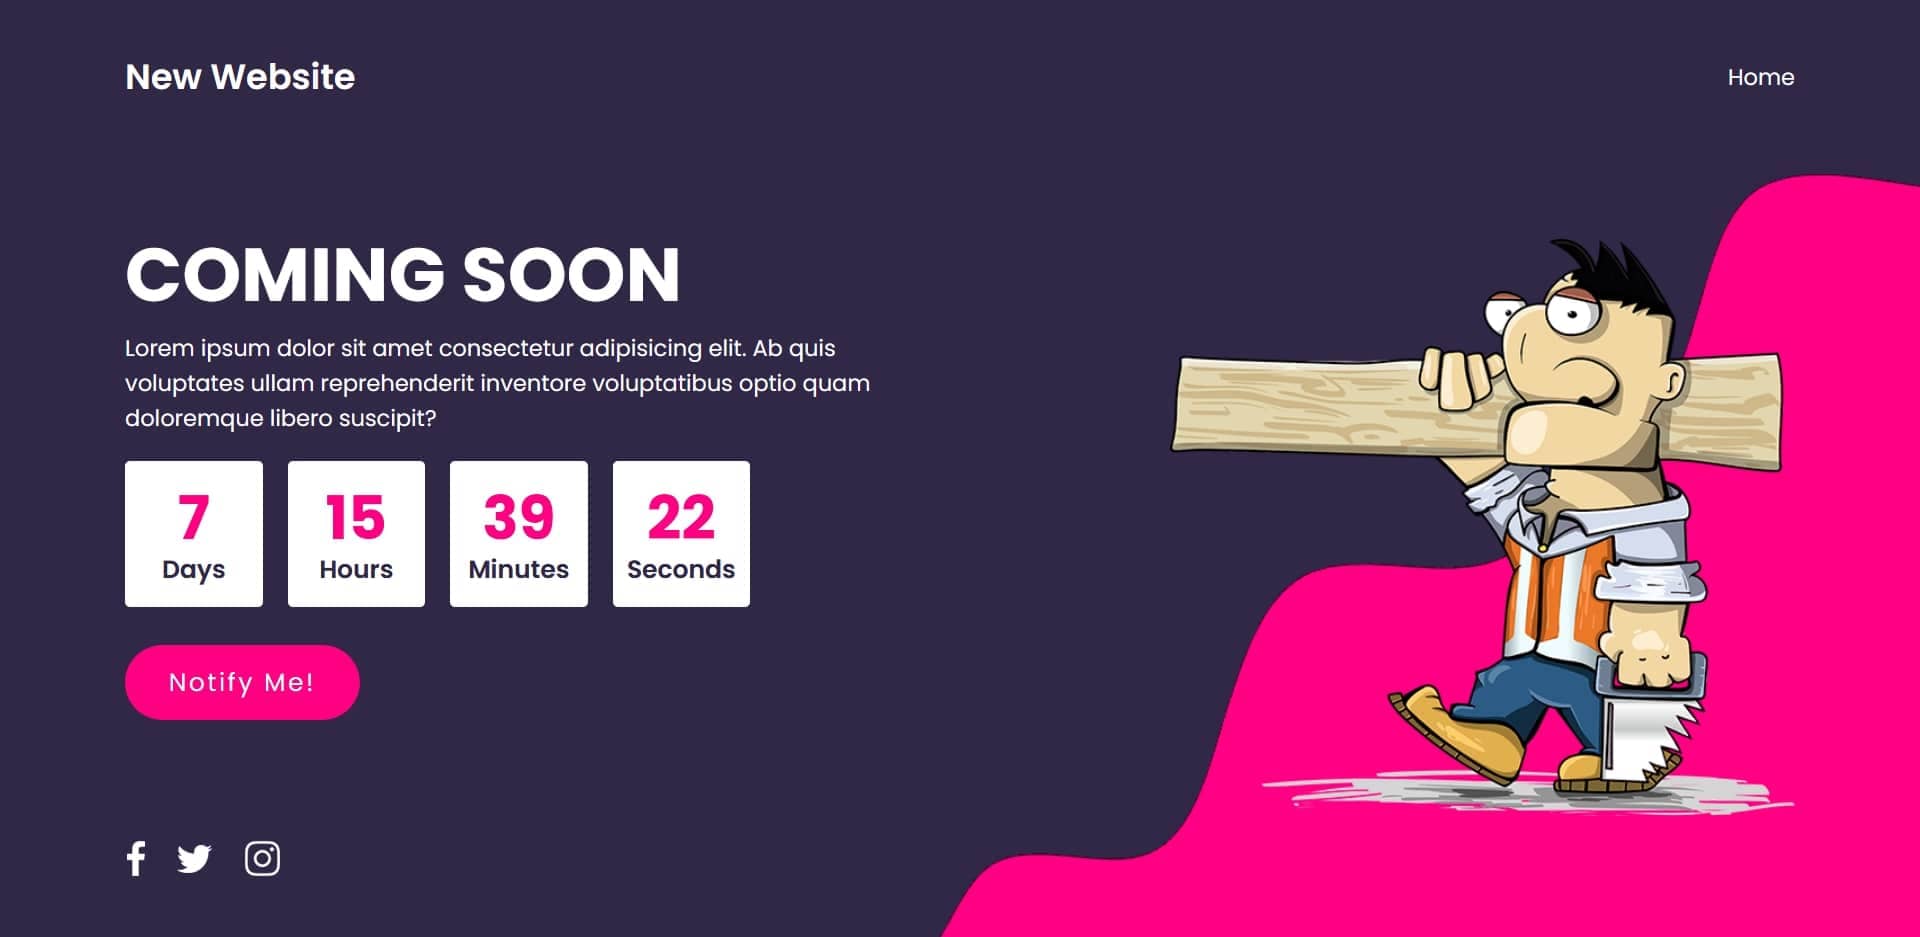 New Website
Home
COMING SOON
Lorem ipsum dolor sit amet consectetur adipisicing elit. Ab quis
voluptates ullam reprehenderit inventore voluptatibus optio quam
doloremque libero suscipit?
7
Days
15
Hours
39
Minutes
22
Seconds
Notify Me!